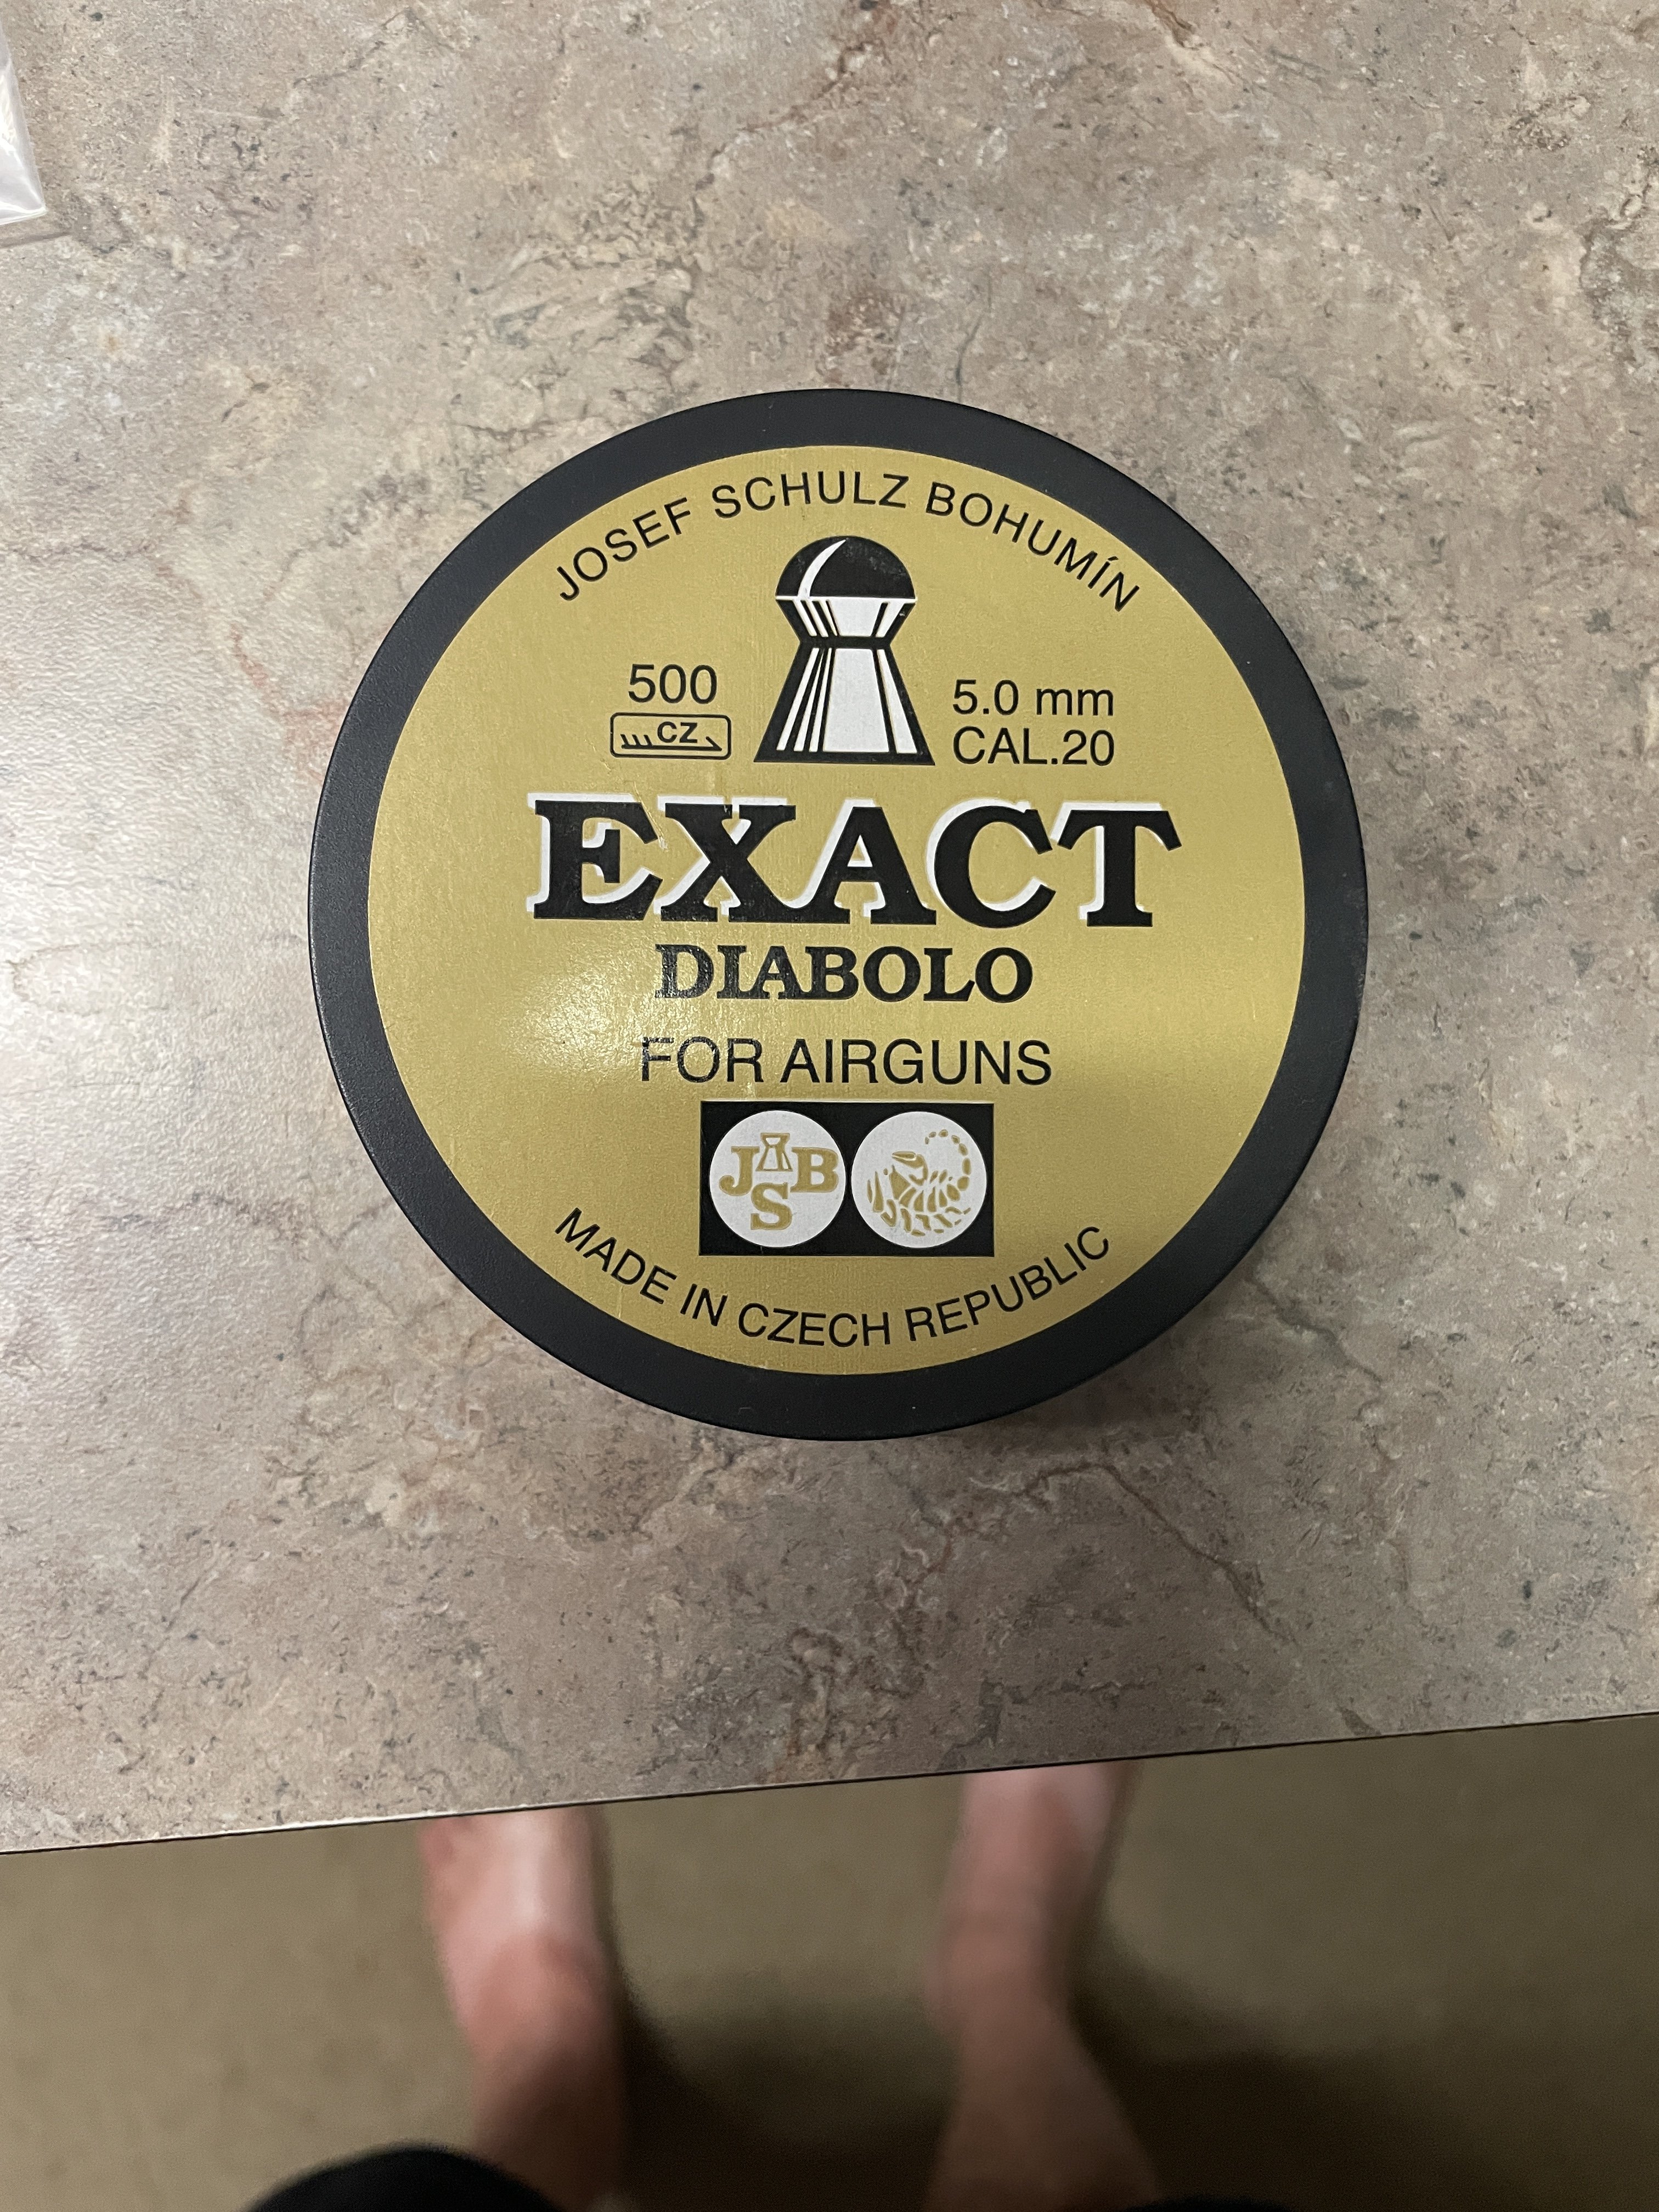 JOSEF SCHULZ BOHUMÍN
500
CZ
5.0 mm
CAL.20
EXACT
DIABOLO
FOR AIRGUNS
JSB
MADE IN CZECH REPUBLIC